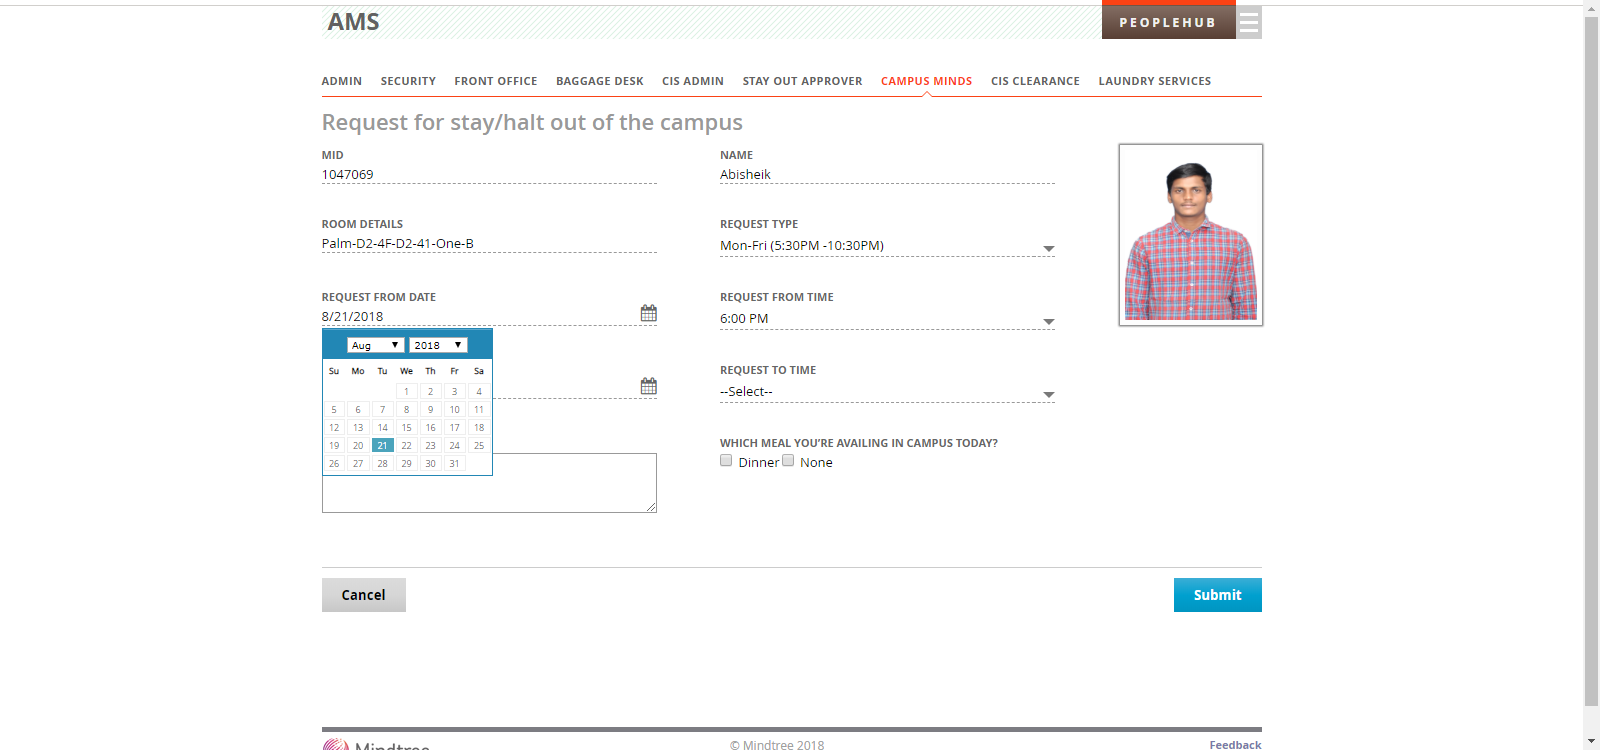 AMS
PEOPLEHUB
ADMIN SECURITY FRONT OFFICE BAGGAGE DESK CIS ADMIN STAY OUT APPROVER CAMPUS MINDS CIS CLEARANCE LAUNDRY SERVICES
Request for stay/halt out of the campus
MID
1047069
NAME
Abisheik
ROOM DETAILS
Palm-D2-4F-D2-41-One-B
REQUEST TYPE
Mon-Fri (5:30PM -10:30PM)
REQUEST FROM DATE
8/21/2018
REQUEST FROM TIME
6:00 PM
Aug 2018
Su Mo Tu We Th Fr Sa
1 2 3 4
5 6 7 8 9 10 11
12 13 14 15 16 17 18
19 20 21 22 23 24 25
26 27 28 29 30 31
REQUEST TO TIME
--Select--
WHICH MEAL YOU'RE AVAILING IN CAMPUS TODAY?
Dinner None
Cancel
Submit
Mindtree
© Mindtree 2018
Feedback